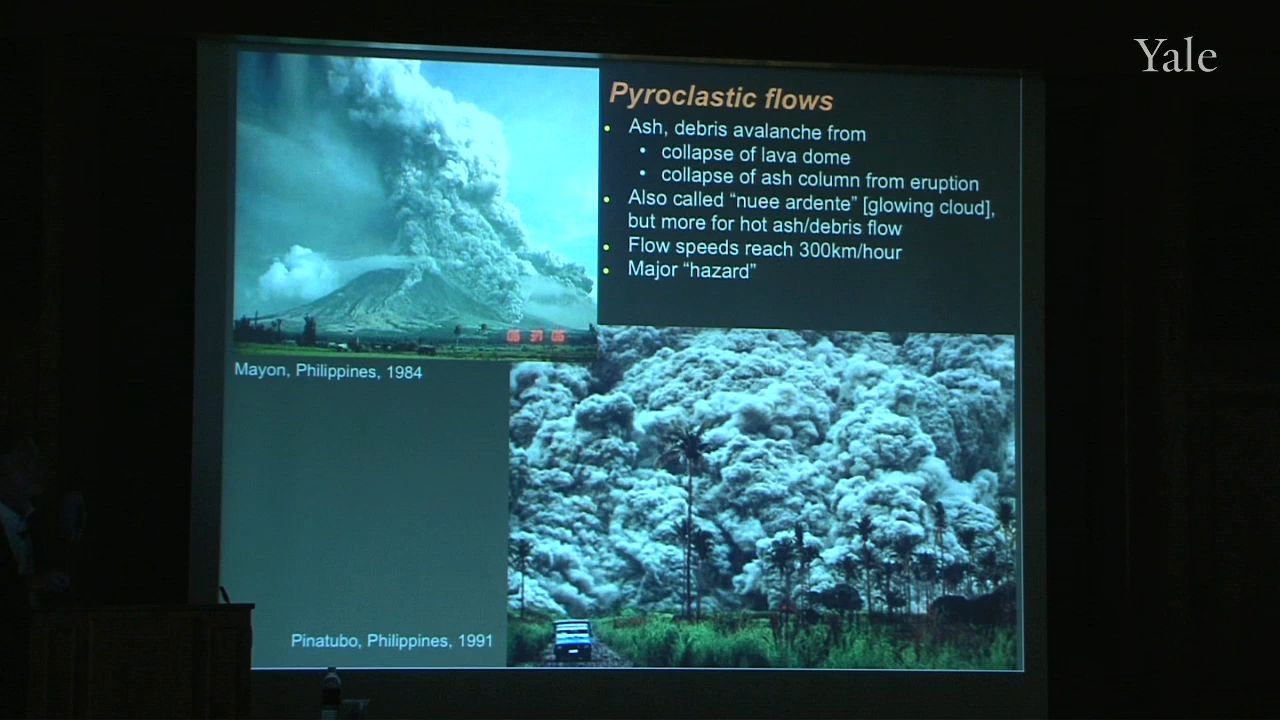 Yale
Pyroclastic flows
• Ash, debris avalanche from
• collapse of lava dome
• collapse of ash column from eruption
• Also called “nuee ardente” [glowing cloud],
but more for hot ash/debris flow
• Flow speeds reach 300km/hour
• Major “hazard”
Mayon, Philippines, 1984
Pinatubo, Philippines, 1991